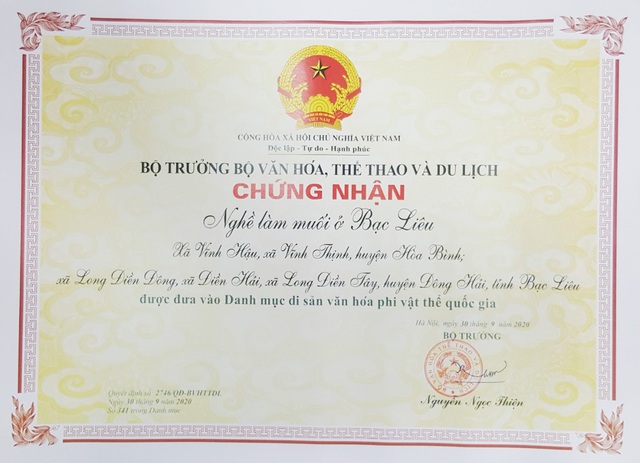 VIỆT NAM
CỘNG HÒA XÃ HỘI CHỦ NGHĨA VIỆT NAM
Độc lập - Tự do - Hạnh phúc
BỘ TRƯỞNG BỘ VĂN HÓA, THỂ THAO VÀ DU LỊCH
CHỨNG NHẬN
Nghề làm muối ở Bạc Liêu
Xã Vĩnh Hậu, xã Vĩnh Thịnh, huyện Hòa Bình;
xã Long Điền Đông, xã Điền Hải, xã Long Điền Tây, huyện Đông Hải, tỉnh Bạc Liêu
được đưa vào Danh mục di sản văn hóa phi vật thể quốc gia
Hà Nội, ngày 30 tháng 9 năm 2020
BỘ TRƯỞNG
Nguyễn Ngọc Thiện
Quyết định số 2746/QĐ-BVHTTDL
Ngày 30 tháng 9 năm 2020
Số 341 trong Danh mục